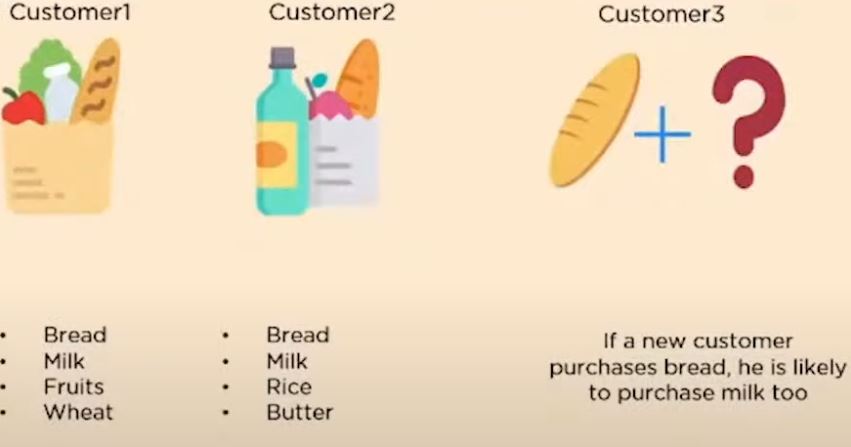 Customer1
Customer2
Customer3
• Bread
• Milk
• Fruits
• Wheat
• Bread
• Milk
• Rice
• Butter
If a new customer
purchases bread, he is likely
to purchase milk too